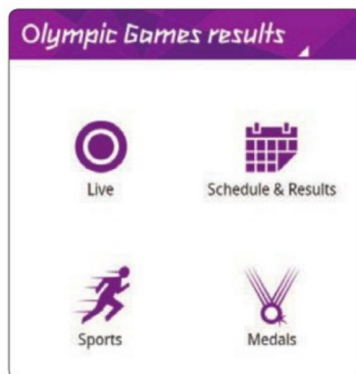 Olympic Games results
Live
Schedule & Results
Sports
Medals